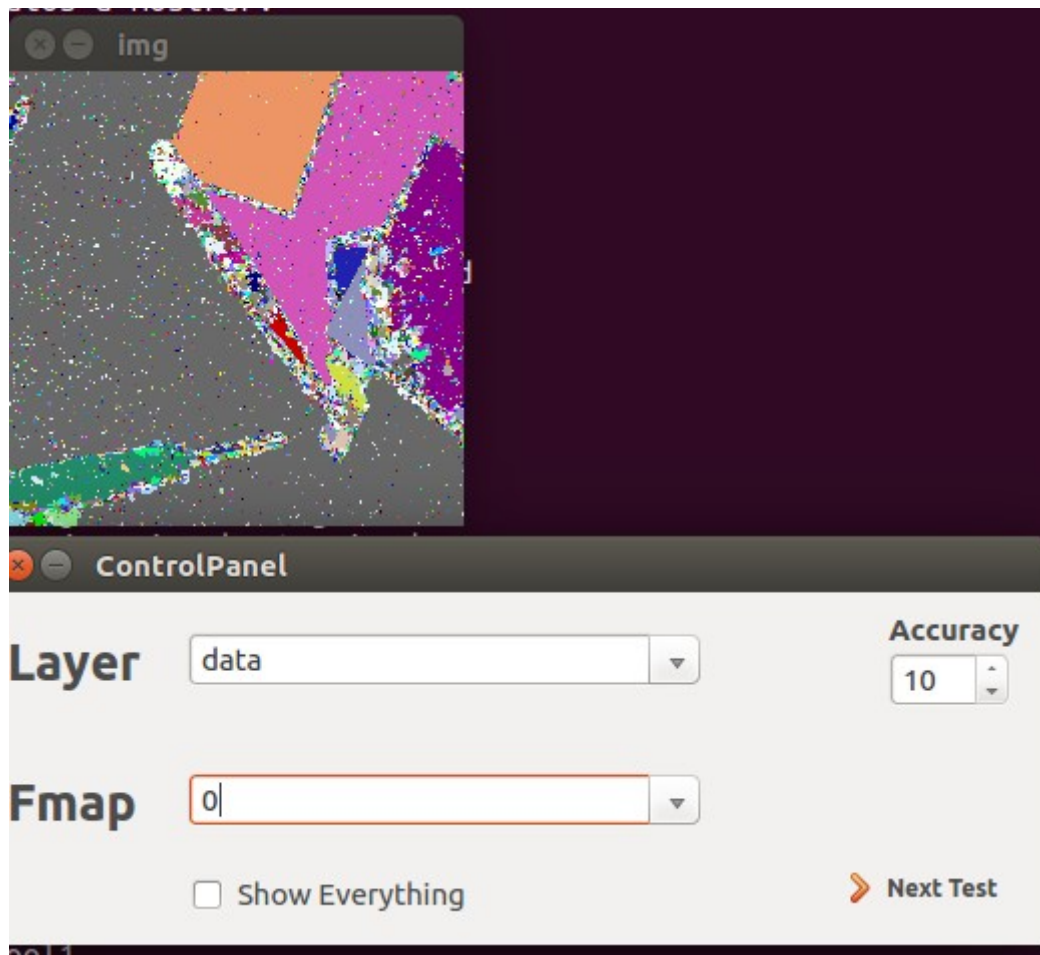 img
ControlPanel
Layer
data
Accuracy
10
Fmap
0
Show Everything
Next Test